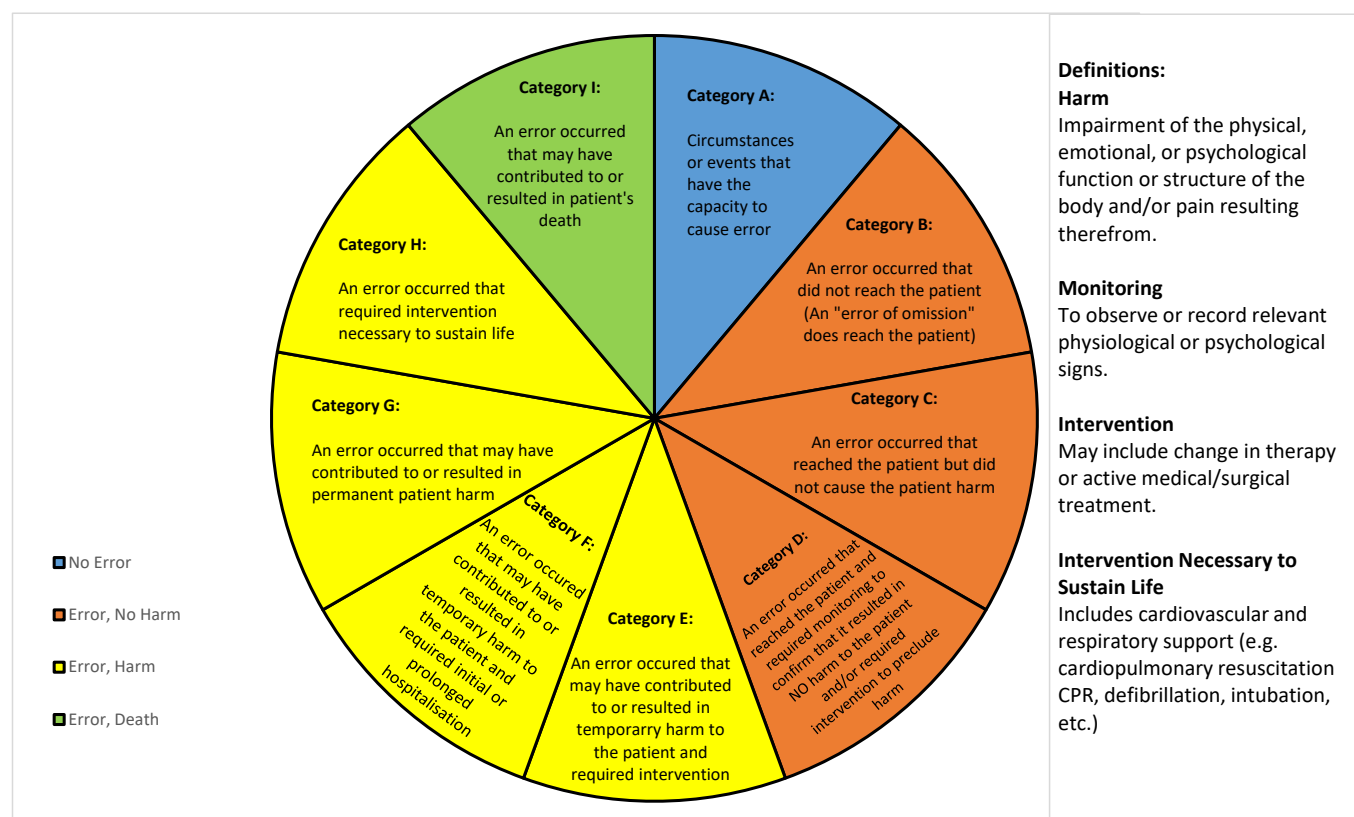 Category A:
Circumstances
or events that
have the
capacity to
cause error
Category B:
An error occurred that
did not reach the patient
(An "error of omission"
does reach the patient)
Category C:
An error occurred that
reached the patient but did
not cause the patient harm
Category D:
An error occurred that
reached the patient and
required monitoring to
confirm that it resulted in
NO harm to the patient
and/or required
intervention to preclude
harm
Category E:
An error occured that
may have contributed
to or resulted in
temporarry harm to
the patient and
required intervention
Category F:
An error occured
that may have
contributed to or
resulted in
temporary harm to
the patient and
required initial or
prolonged
hospitalisation
Category G:
An error occurred that may have
contributed to or resulted in
permanent patient harm
Category H:
An error occurred that
required intervention
necessary to sustain life
Category I:
An error occurred
that may have
contributed to or
resulted in patient's
death
No Error
Error, No Harm
Error, Harm
Error, Death
Definitions:
Harm
Impairment of the physical,
emotional, or psychological
function or structure of the
body and/or pain resulting
therefrom.
Monitoring
To observe or record relevant
physiological or psychological
signs.
Intervention
May include change in therapy
or active medical/surgical
treatment.
Intervention Necessary to
Sustain Life
Includes cardiovascular and
respiratory support (e.g.
cardiopulmonary resuscitation
CPR, defibrillation, intubation,
etc.)